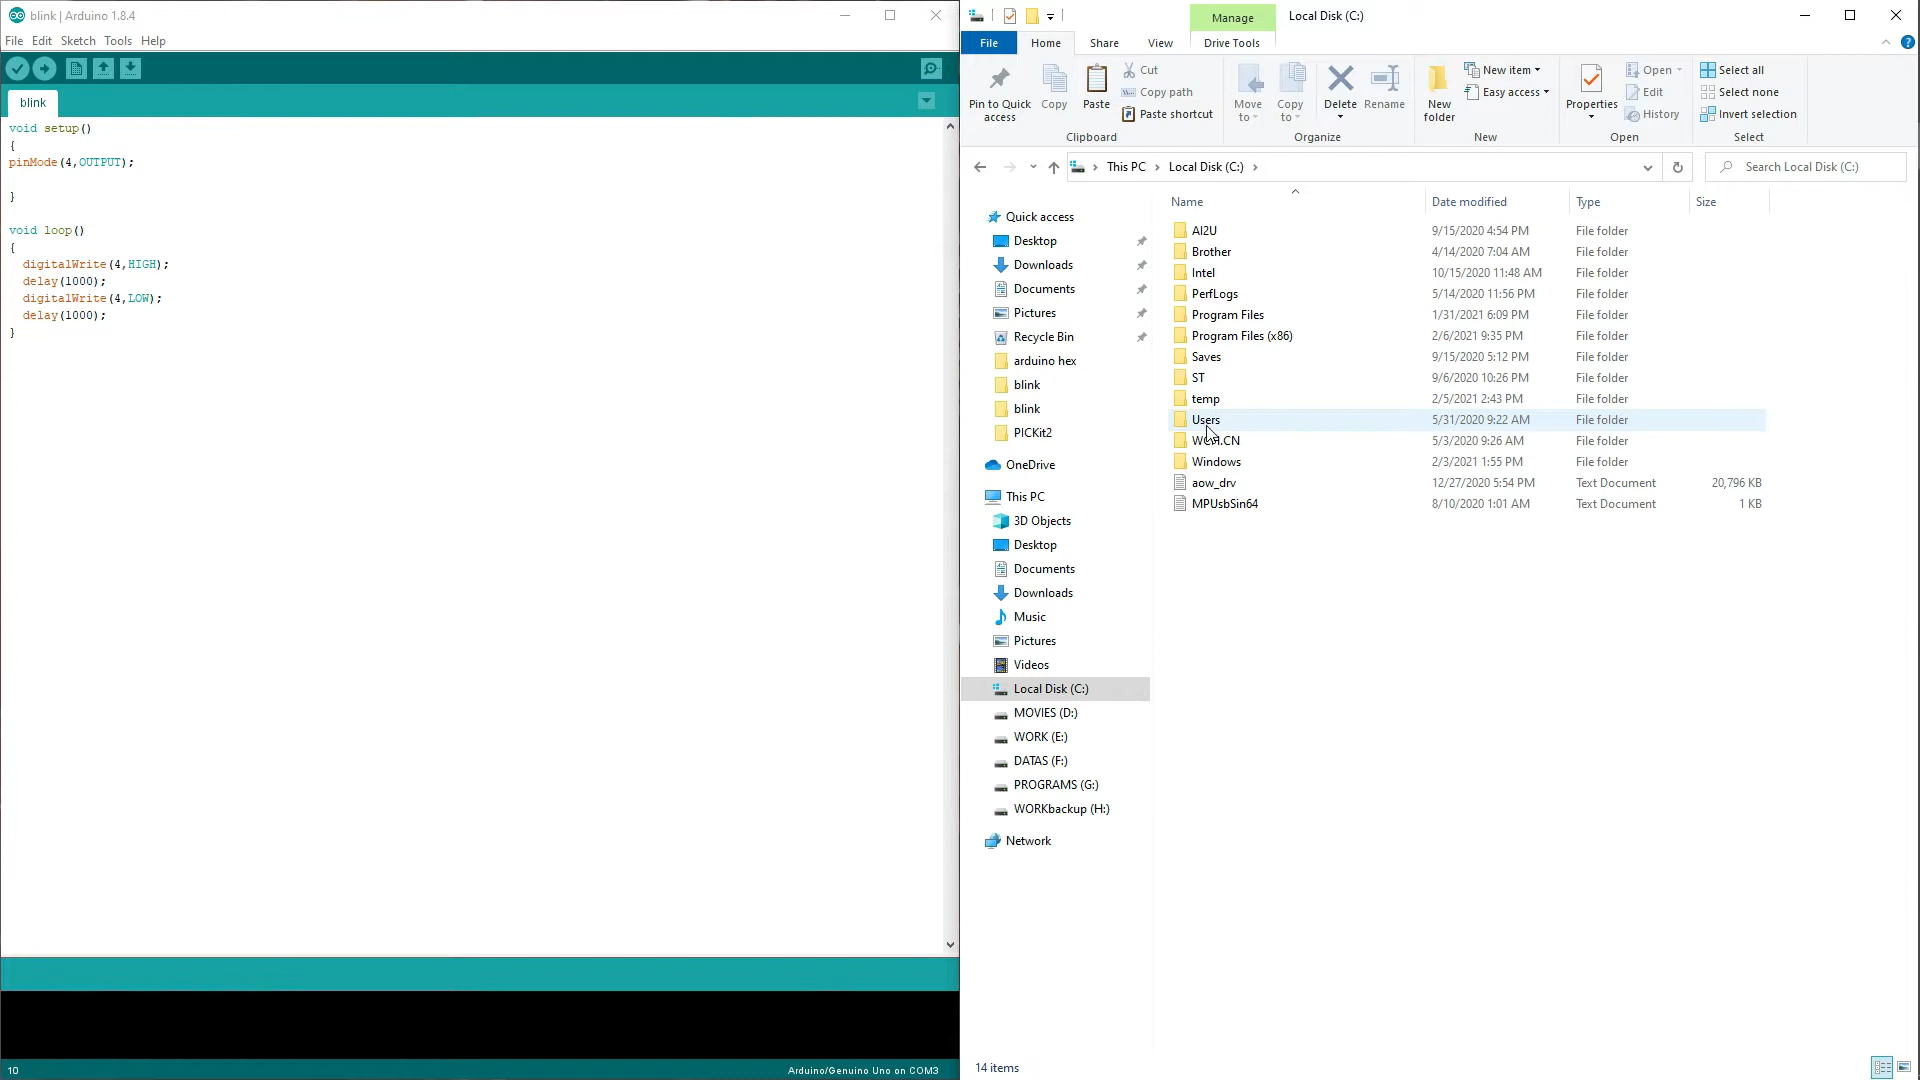 blink | Arduino 1.8.4
File Edit Sketch Tools Help
blink
void setup()
{
pinMode(4,OUTPUT);
}
void loop()
{
digitalWrite(4,HIGH);
delay(1000);
digitalWrite(4,LOW);
delay(1000);
}
10
Arduino/Genuino Uno on COM3
Manage
Local Disk (C:)
File Home Share View Drive Tools
Pin to Quick access
Copy
Paste
Cut
Copy path
Paste shortcut
Clipboard
Move to
Copy to
Delete
Rename
Organize
New folder
New item
Easy access
New
Properties
Open
Edit
History
Open
Select all
Select none
Invert selection
Select
This PC > Local Disk (C:) >
Search Local Disk (C:)
Quick access
Desktop
Downloads
Documents
Pictures
Recycle Bin
arduino hex
blink
blink
PICKit2
OneDrive
This PC
3D Objects
Desktop
Documents
Downloads
Music
Pictures
Videos
Local Disk (C:)
MOVIES (D:)
WORK (E:)
DATAS (F:)
PROGRAMS (G:)
WORKbackup (H:)
Network
Name Date modified Type Size
AI2U 9/15/2020 4:54 PM File folder
Brother 4/14/2020 7:04 AM File folder
Intel 10/15/2020 11:48 AM File folder
PerfLogs 5/14/2020 11:56 PM File folder
Program Files 1/31/2021 6:09 PM File folder
Program Files (x86) 2/6/2021 9:35 PM File folder
Saves 9/15/2020 5:12 PM File folder
ST 9/6/2020 10:26 PM File folder
temp 2/5/2021 2:43 PM File folder
Users 5/31/2020 9:22 AM File folder
5/3/2020 9:26 AM File folder
Windows 2/3/2021 1:55 PM File folder
aow_drv 12/27/2020 5:54 PM Text Document 20,796 KB
MPUsbSin64 8/10/2020 1:01 AM Text Document 1 KB
14 items